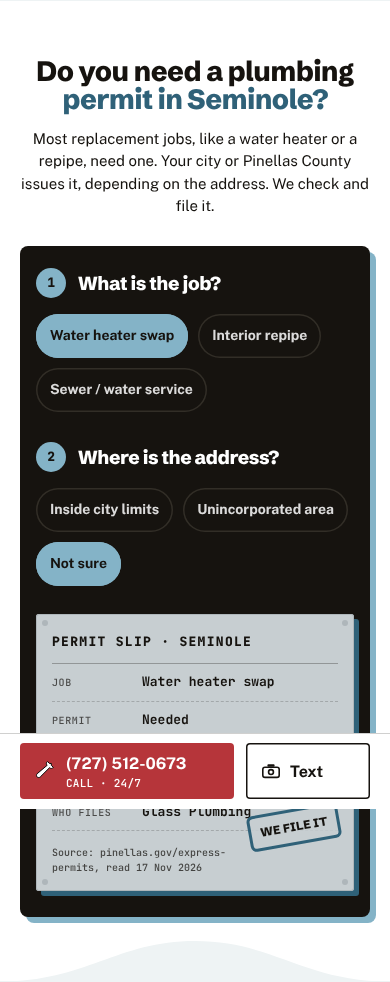 Do you need a plumbing
permit in Seminole?
Most replacement jobs, like a water heater or a
repipe, need one. Your city or Pinellas County
issues it, depending on the address. We check and
file it.
1 What is the job?
Water heater swap
Interior repipe
Sewer / water service
2 Where is the address?
Inside city limits
Unincorporated area
Not sure
PERMIT SLIP · SEMINOLE
JOB Water heater swap
PERMIT Needed
(727) 512-0673
CALL · 24/7
Text
WHO FILES Glass Plumbing
WE FILE IT
Source: pinellas.gov/express-
permits, read 17 Nov 2026